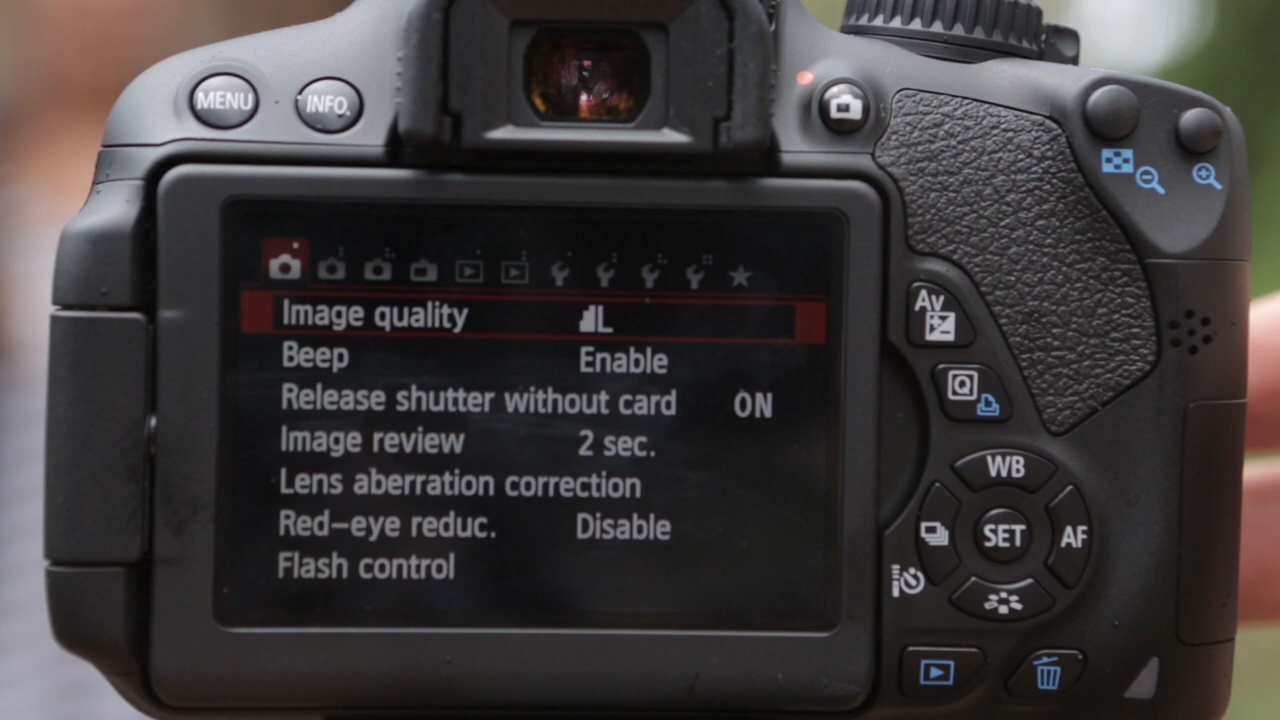 MENU
INFO.
Image quality L
Beep Enable
Release shutter without card ON
Image review 2 sec.
Lens aberration correction
Red-eye reduc. Disable
Flash control
Av
Q
WB
SET
AF